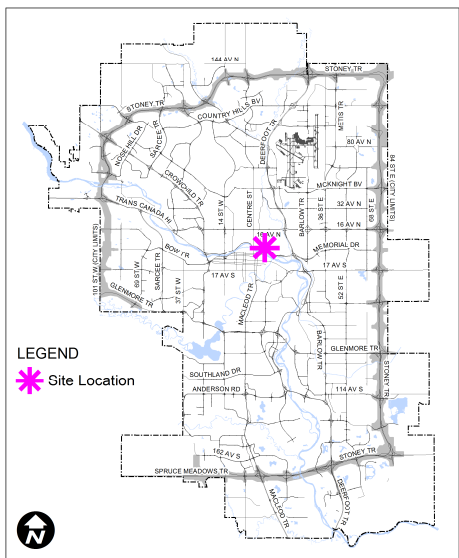 144 AV N
STONEY TR
STONEY TR
COUNTRY HILLS BV
METIS TR
NOSE HILL DR
SARCEE TR
DEERFOOT TR
80 AV N
84 ST E (CITY LIMITS)
CROWCHILD TR
MCKNIGHT BV
TRANS CANADA HI
14 ST W
CENTRE ST
BARLOW TR
36 ST E
32 AV N
68 ST E
16 AV N
16 AV N
MEMORIAL DR
BOW TR
17 AV S
17 AV S
101 ST W (CITY LIMITS)
69 ST W
SARCEE TR
37 ST W
52 ST E
GLENMORE TR
MACLEOD TR
BARLOW TR
GLENMORE TR
LEGEND
Site Location
SOUTHLAND DR
ANDERSON RD
114 AV S
STONEY TR
162 AV S
STONEY TR
SPRUCE MEADOWS TR
MACLEOD TR
DEERFOOT TR
N